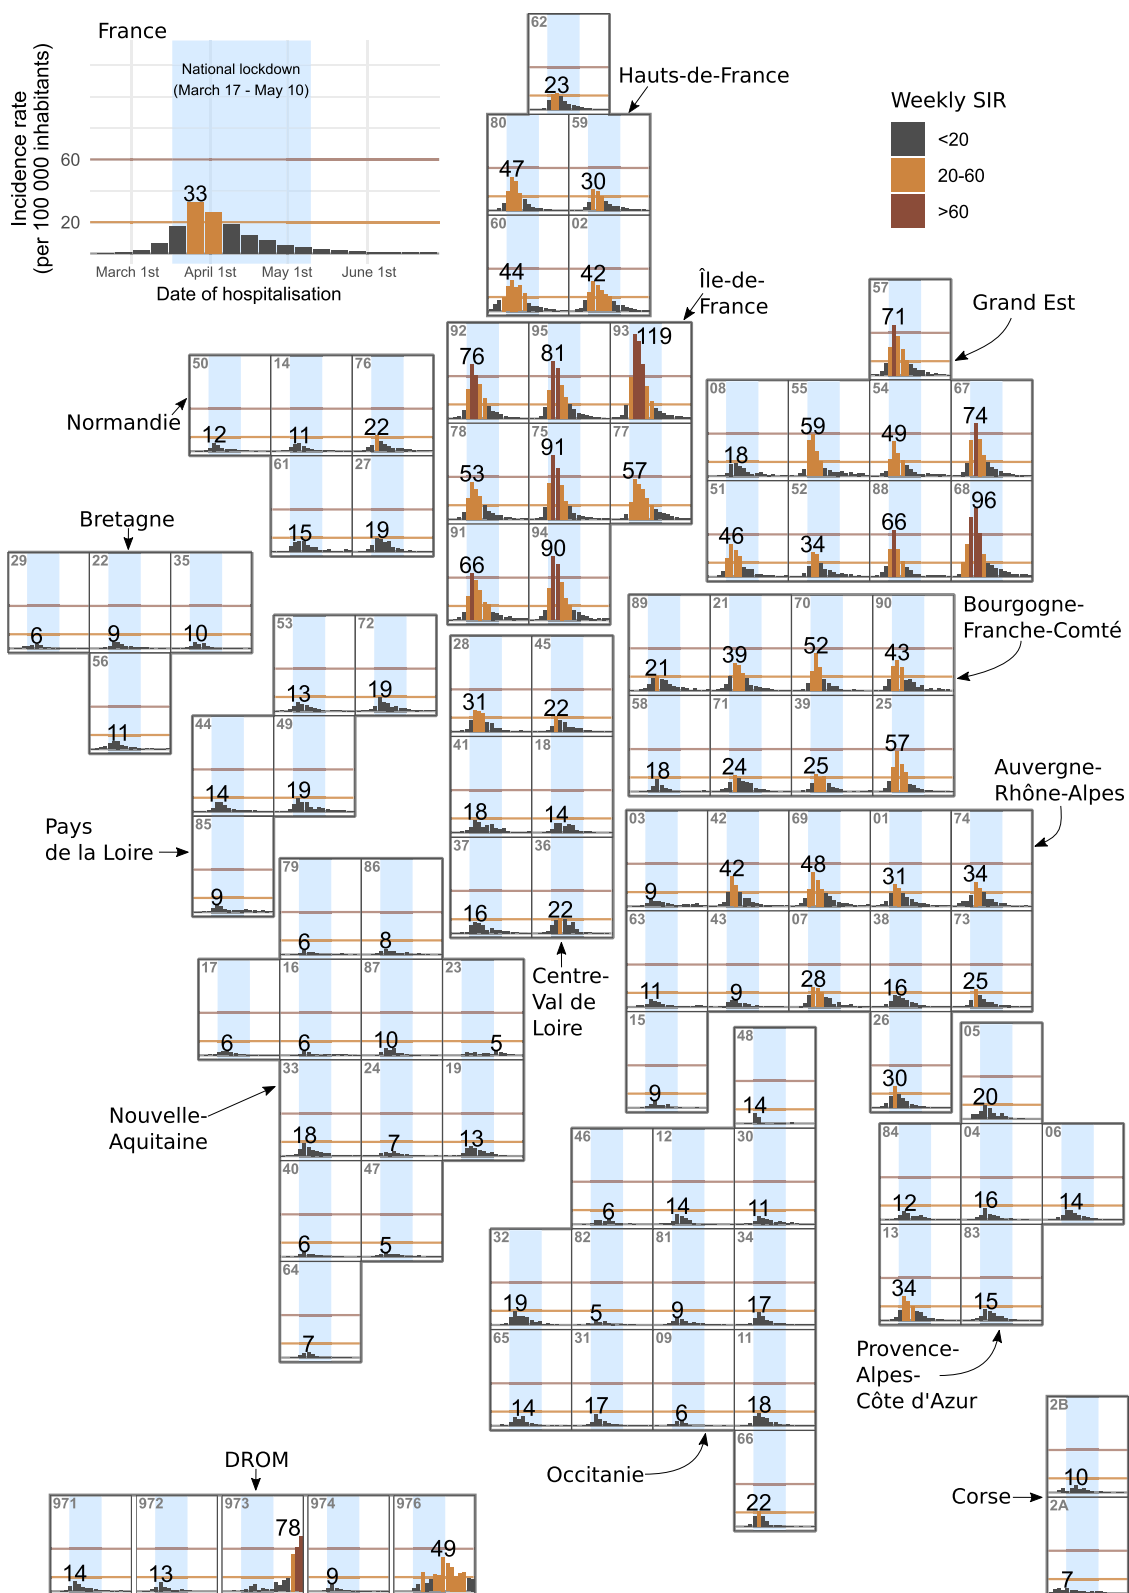 France
National lockdown
(March 17 - May 10)
Incidence rate
(per 100 000 inhabitants)
60
20
33
March 1st April 1st May 1st June 1st
Date of hospitalisation
Weekly SIR
<20
20-60
>60
Hauts-de-France
62
23
80 59
47 30
60 02
44 42
Île-de-
France
92 95 93
76 81 119
78 75 77
53 91 57
91 94
66 90
Grand Est
57
71
08 55 54 67
18 59 49 74
51 52 88 68
46 34 66 96
Normandie
50 14 76
12 11 22
61 27
15 19
Bretagne
29 22 35
6 9 10
56
11
Bourgogne-
Franche-Comté
89 21 70 90
21 39 52 43
58 71 39 25
18 24 25 57
Pays
de la Loire
53 72
13 19
44 49
14 19
85
9
28 45
31 22
41 18
18 14
37 36
16 22
Centre-
Val de
Loire
Auvergne-
Rhône-Alpes
03 42 69 01 74
9 42 48 31 34
63 43 07 38 73
11 9 28 16 25
15 26
9 30
Nouvelle-
Aquitaine
79 86
6 8
17 16 87 23
6 6 10 5
33 24 19
18 7 13
40 47
6 5
64
7
48
14
46 12 30
6 14 11
32 82 81 34
19 5 9 17
65 31 09 11
14 17 6 18
66
22
Occitanie
05
20
84 04 06
12 16 14
13 83
34 15
Provence-
Alpes-
Côte d'Azur
Corse
2B
10
2A
7
DROM
971 972 973 974 976
14 13 78 9 49